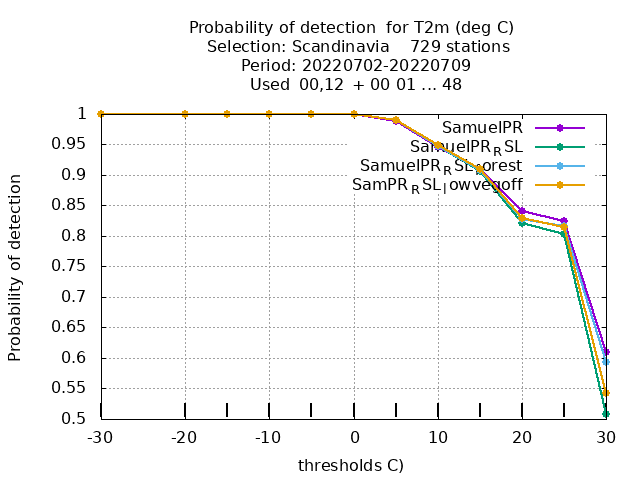 Probability of detection for T2m (deg C)
Selection: Scandinavia 729 stations
Period: 20220702-20220709
Used 00,12 + 00 01 ... 48
Probability of detection
1
0.95
0.9
0.85
0.8
0.75
0.7
0.65
0.6
0.55
0.5
SamuelPR
SamuelPR_RSL
SamuelPR_RSL_forest
SamPR_RSL_lowvegoff
-30
-20
-10
0
10
20
30
thresholds C)